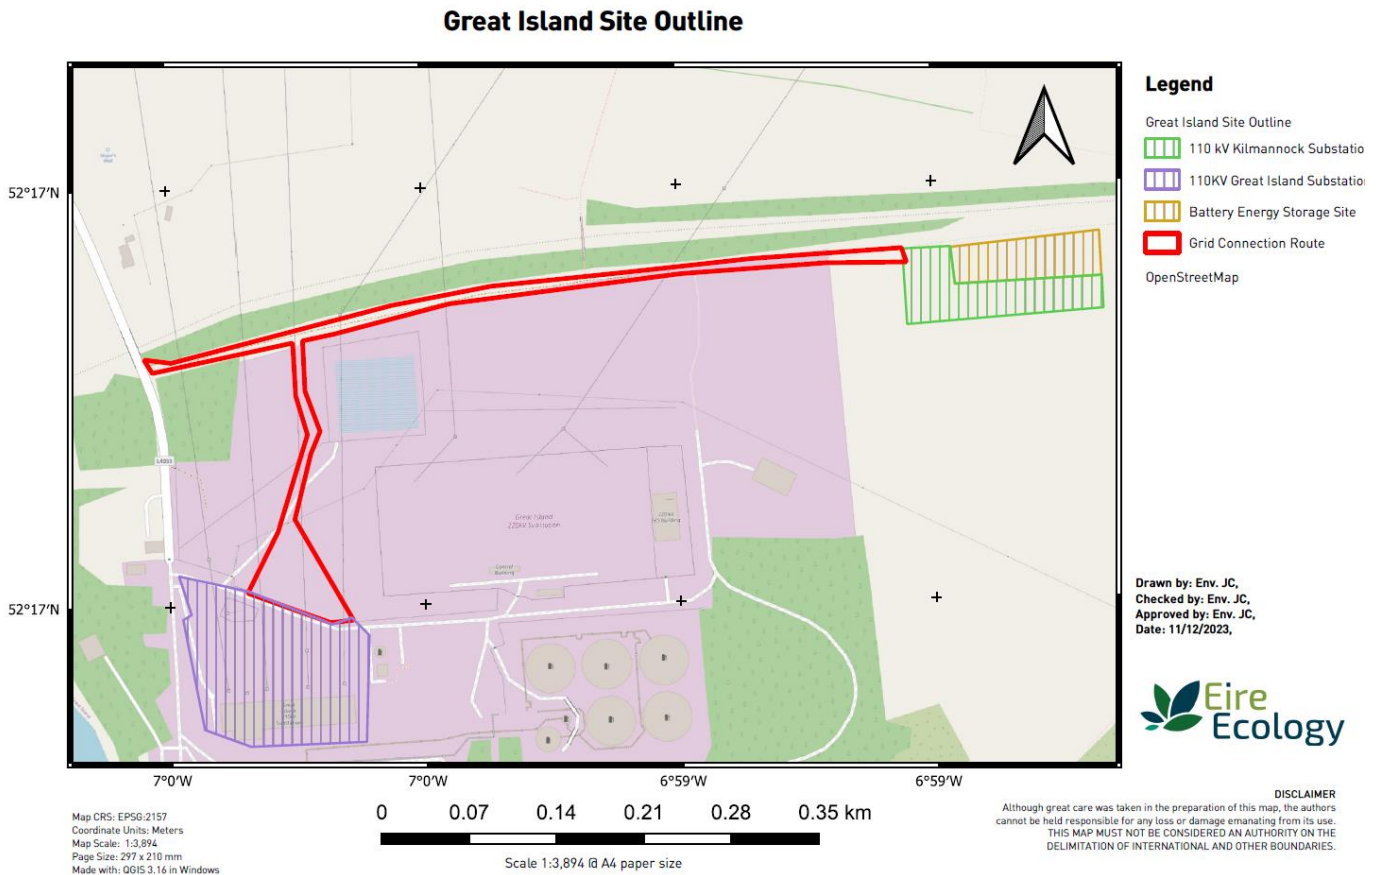 Great Island Site Outline
Legend
Great Island Site Outline
110 kV Kilmannock Substatio
110KV Great Island Substation
Battery Energy Storage Site
Grid Connection Route
OpenStreetMap
52°17'N
52°17'N
L4033
Great Island
220kV Substation
220kV
Control
Building
Great
Island
7°0'W
7°0'W
6°59'W
6°59'W
Drawn by: Env. JC,
Checked by: Env. JC,
Approved by: Env. JC,
Date: 11/12/2023,
Eire
Ecology
0 0.07 0.14 0.21 0.28 0.35 km
Scale 1:3,894 @ A4 paper size
Map CRS: EPSG:2157
Coordinate Units: Meters
Map Scale: 1:3,894
Page Size: 297 x 210 mm
Made with: QGIS 3.16 in Windows
DISCLAIMER
Although great care was taken in the preparation of this map, the authors
cannot be held responsible for any loss or damage emanating from its use.
THIS MAP MUST NOT BE CONSIDERED AN AUTHORITY ON THE
DELIMITATION OF INTERNATIONAL AND OTHER BOUNDARIES.